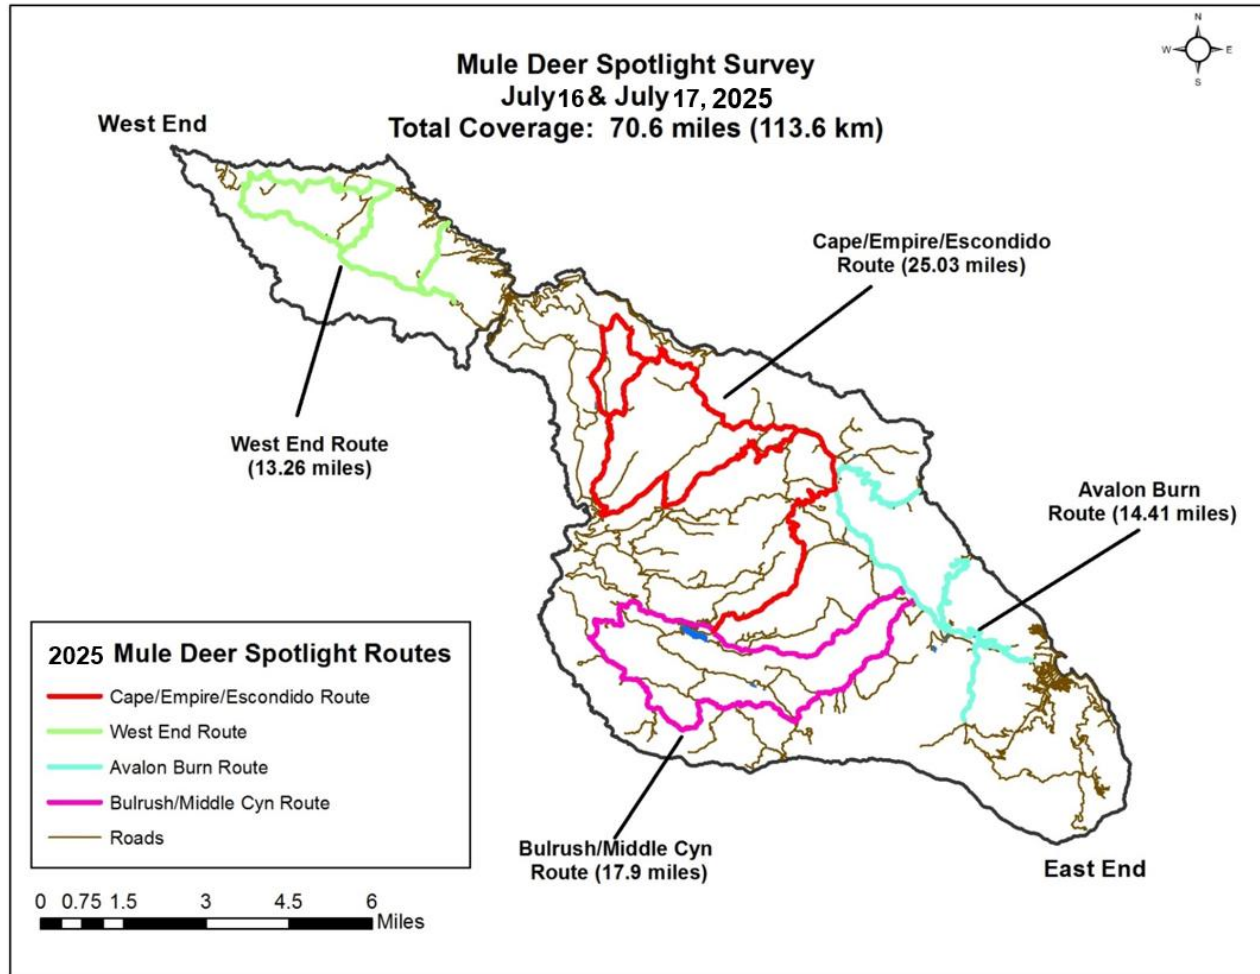 N
W E
S
Mule Deer Spotlight Survey
July 16 & July 17, 2025
Total Coverage: 70.6 miles (113.6 km)
West End
Cape/Empire/Escondido
Route (25.03 miles)
West End Route
(13.26 miles)
Avalon Burn
Route (14.41 miles)
Bulrush/Middle Cyn
Route (17.9 miles)
East End
2025 Mule Deer Spotlight Routes
Cape/Empire/Escondido Route
West End Route
Avalon Burn Route
Bulrush/Middle Cyn Route
Roads
0 0.75 1.5 3 4.5 6
Miles